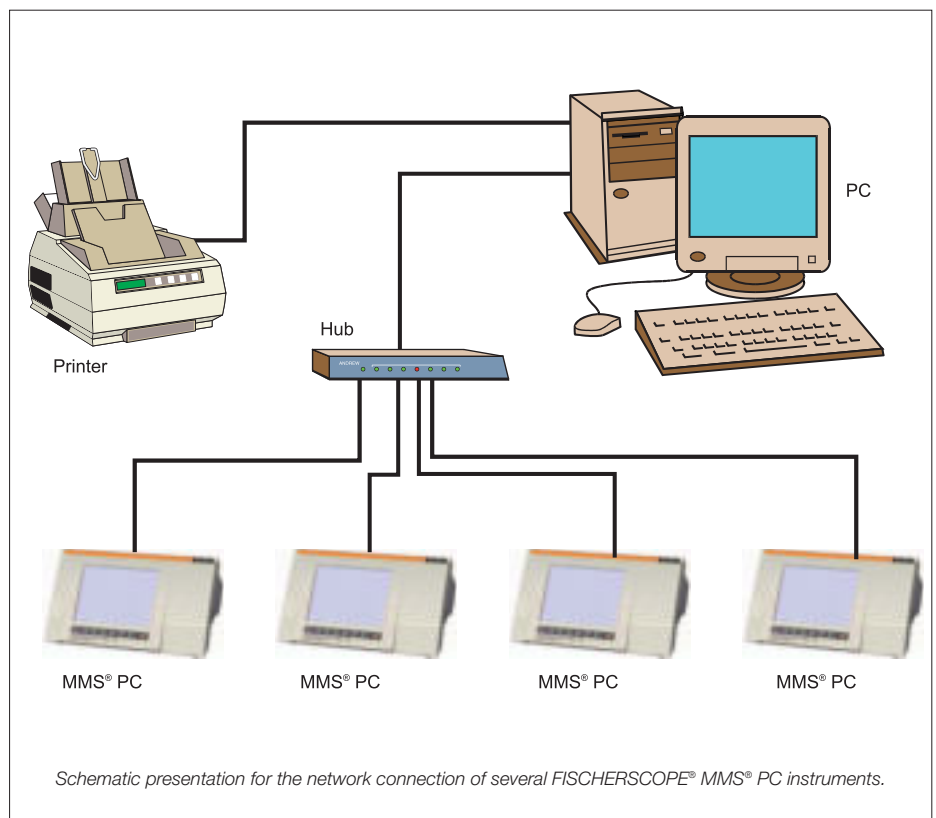 PC
Hub
ANDREW
Printer
MMS® PC MMS® PC MMS® PC MMS® PC
Schematic presentation for the network connection of several FISCHERSCOPE® MMS® PC instruments.